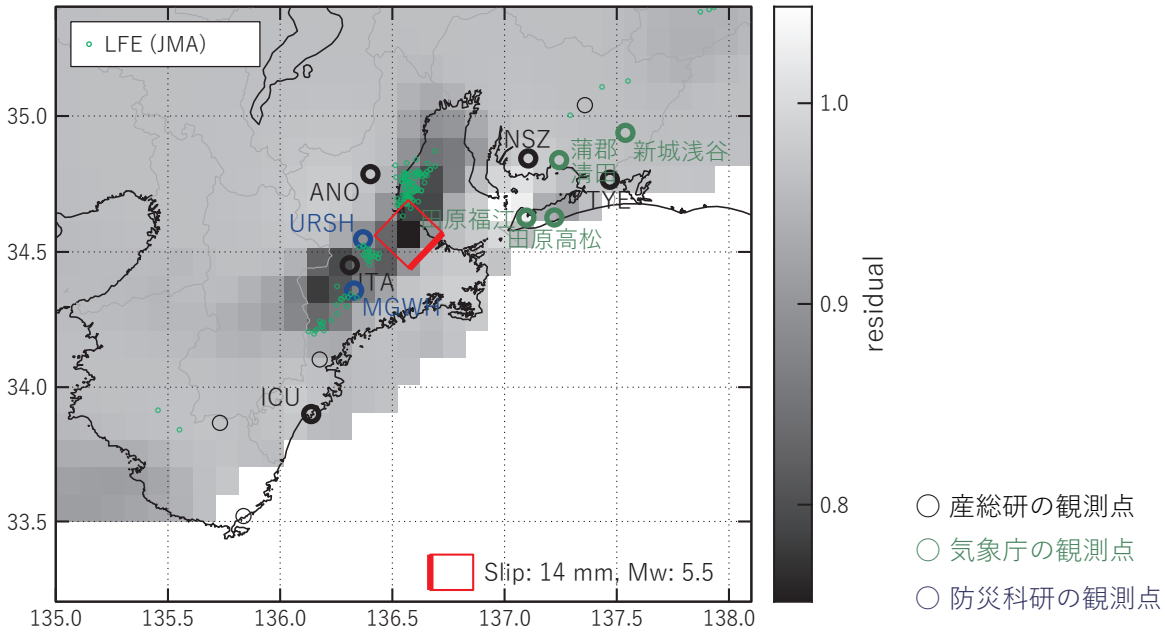 LFE (JMA)
35.0
34.5
34.0
33.5
NSZ
蒲郡
清田
新城浅谷
ANO
TYE
URSH
田原福江
田原高松
ITA
MGWH
ICU
Slip: 14 mm, Mw: 5.5
135.0
135.5
136.0
136.5
137.0
137.5
138.0
1.0
0.9
0.8
residual
産総研の観測点
気象庁の観測点
防災科研の観測点